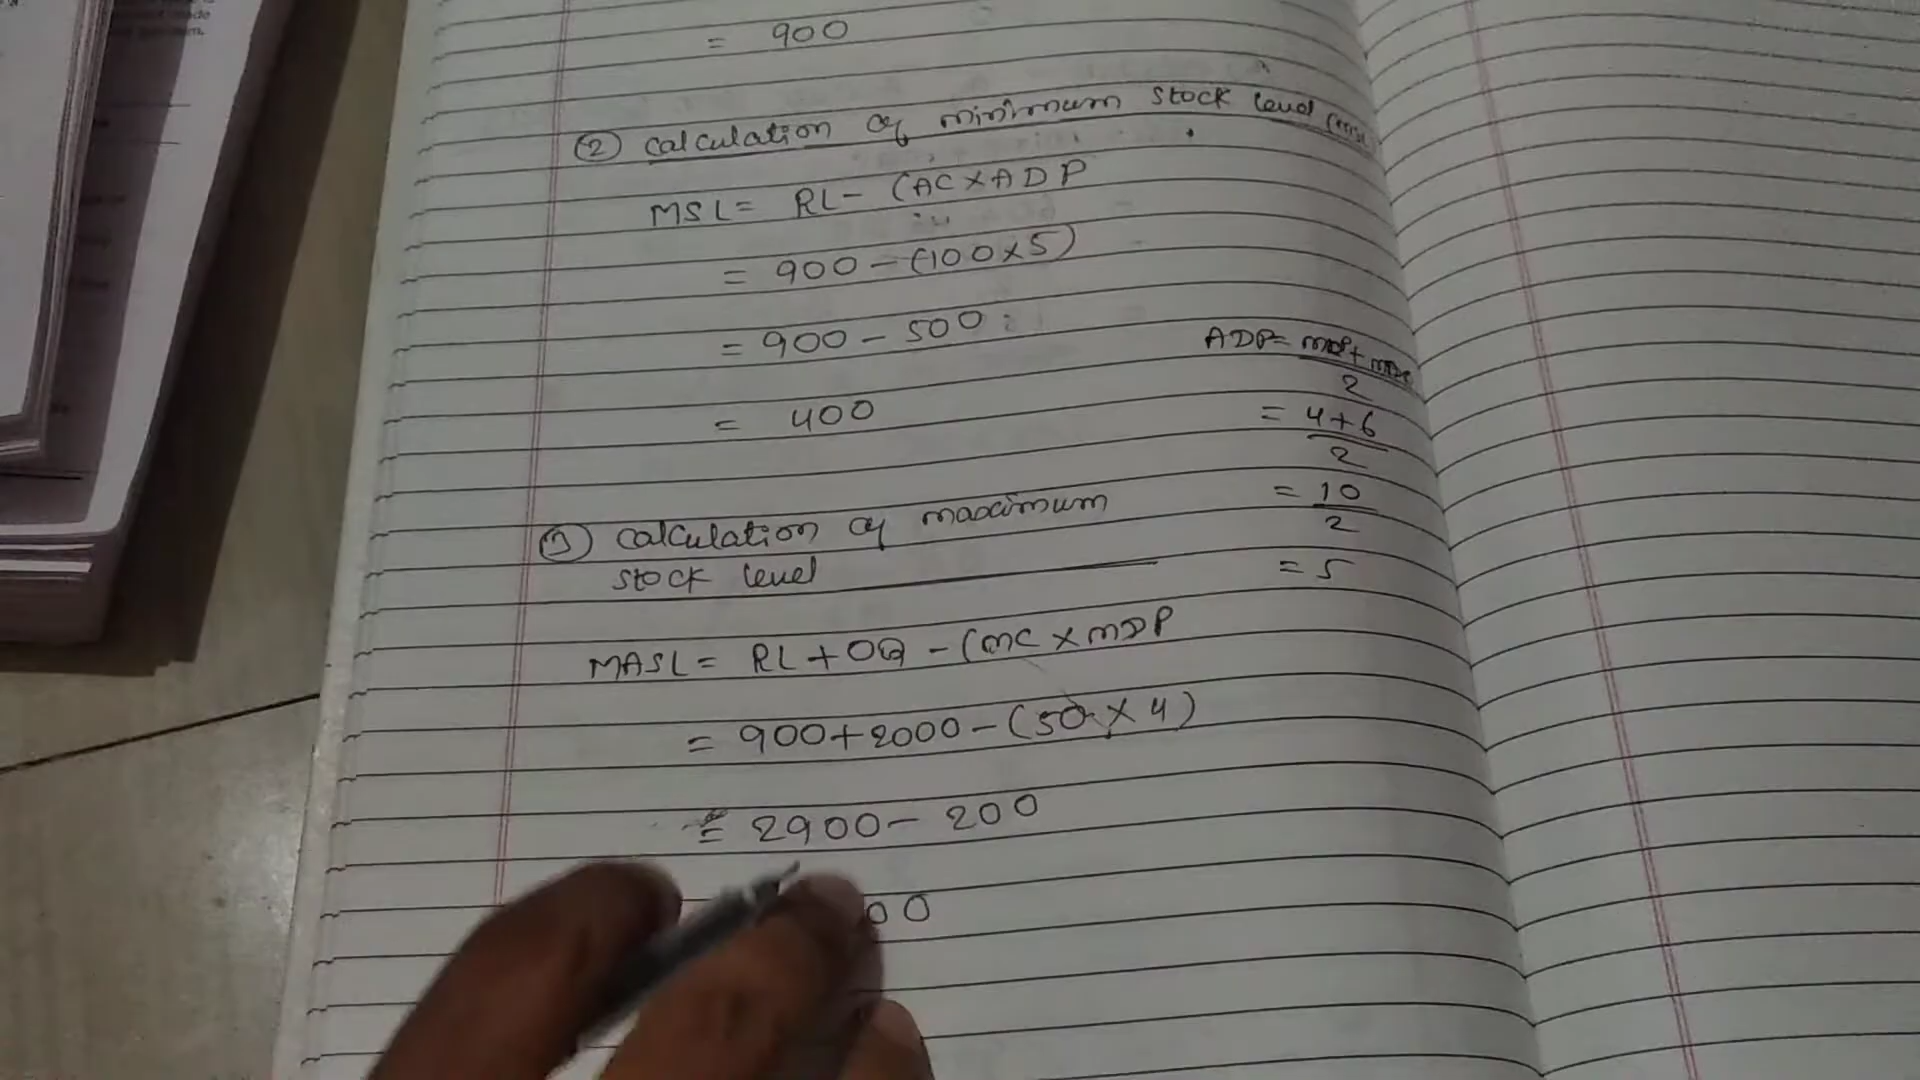 = 900
② calculation of minimum stock level
MSL = RL - (AC X ADP
= 900 - (100 X 5)
= 900 - 500
= 400
ADP =
2
= 4+6
2
= 10
2
= 5
③ calculation of maximum
stock level
MASL = RL + OQ - (MC X MDP
= 900 + 2000 - (50 X 4)
= 2900 - 200
00